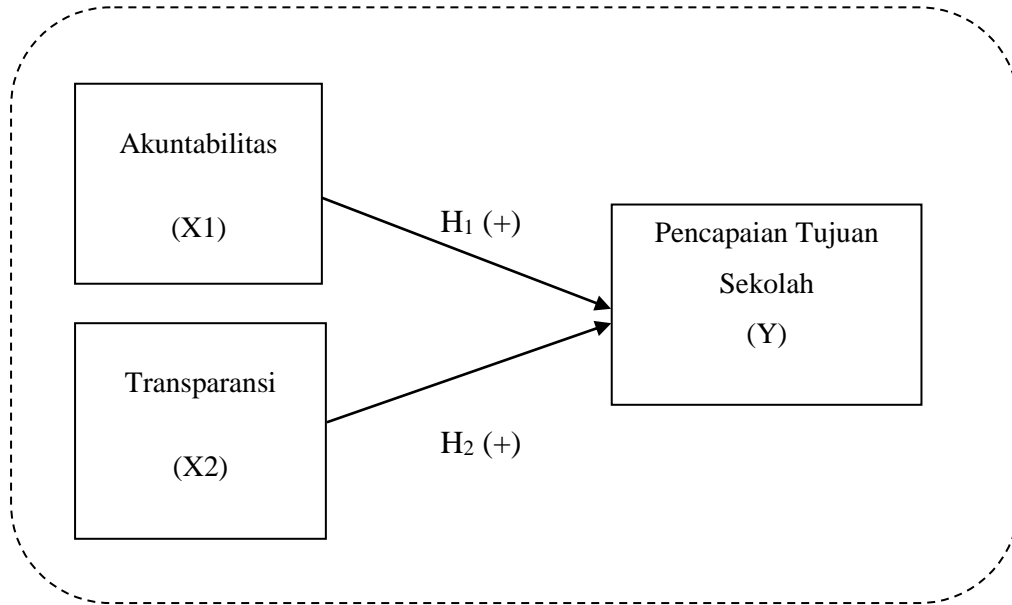 Akuntabilitas
(X1)
H₁ (+)
Pencapaian Tujuan
Sekolah
(Y)
Transparansi
(X2)
H₂ (+)